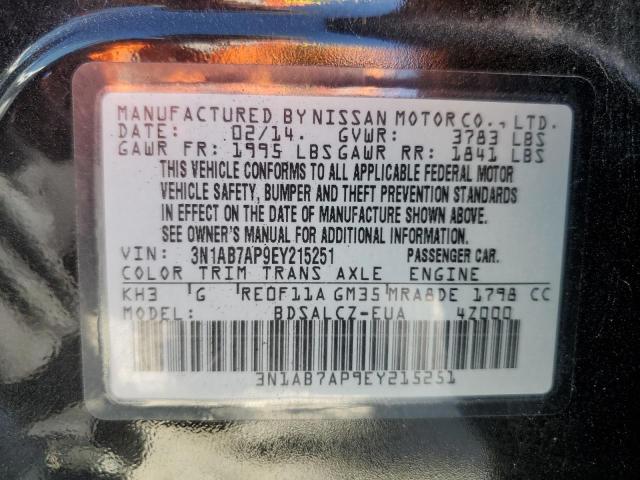 MANUFACTURED BY NISSAN MOTOR CO., LTD.
DATE: 02/14. GVWR: 3783 LBS
GAWR FR: 1995 LBS GAWR RR: 1841 LBS
THIS VEHICLE CONFORMS TO ALL APPLICABLE FEDERAL MOTOR
VEHICLE SAFETY, BUMPER AND THEFT PREVENTION STANDARDS
IN EFFECT ON THE DATE OF MANUFACTURE SHOWN ABOVE.
SEE OWNER'S MANUAL FOR ADDITIONAL INFORMATION.
VIN: 3N1AB7AP9EY215251 PASSENGER CAR.
COLOR TRIM TRANS AXLE ENGINE
KH3 G RE0F11A GM35 MRA8DE 1798 CC
MODEL: BDSALCZ-EUA 4Z000
3N1AB7AP9EY215251